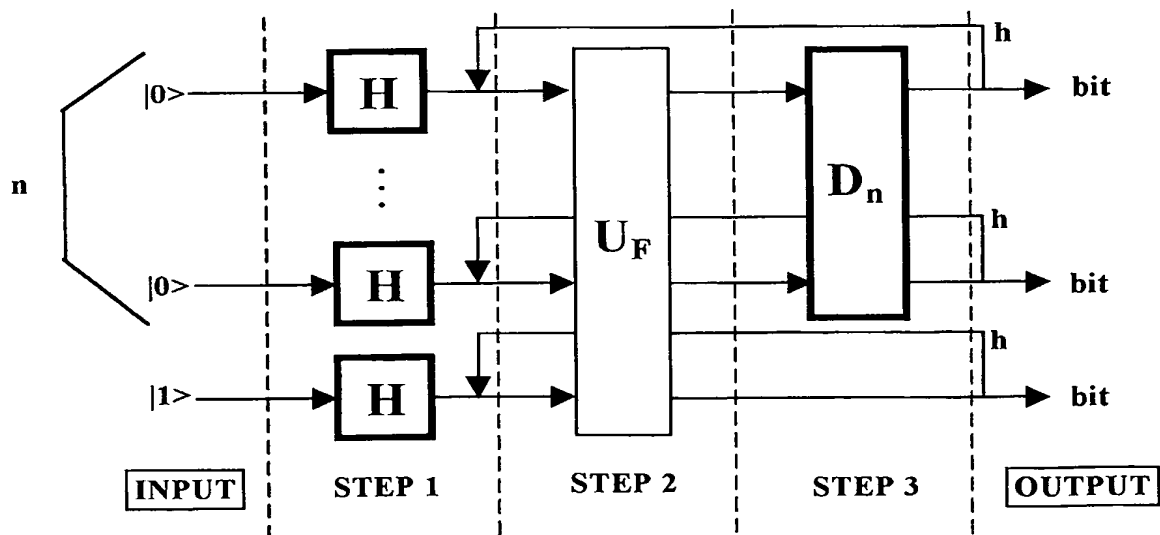 h
|0> H bit
n
⋮
U_F D_n
h
|0> H bit
h
|1> H bit
INPUT STEP 1 STEP 2 STEP 3 OUTPUT